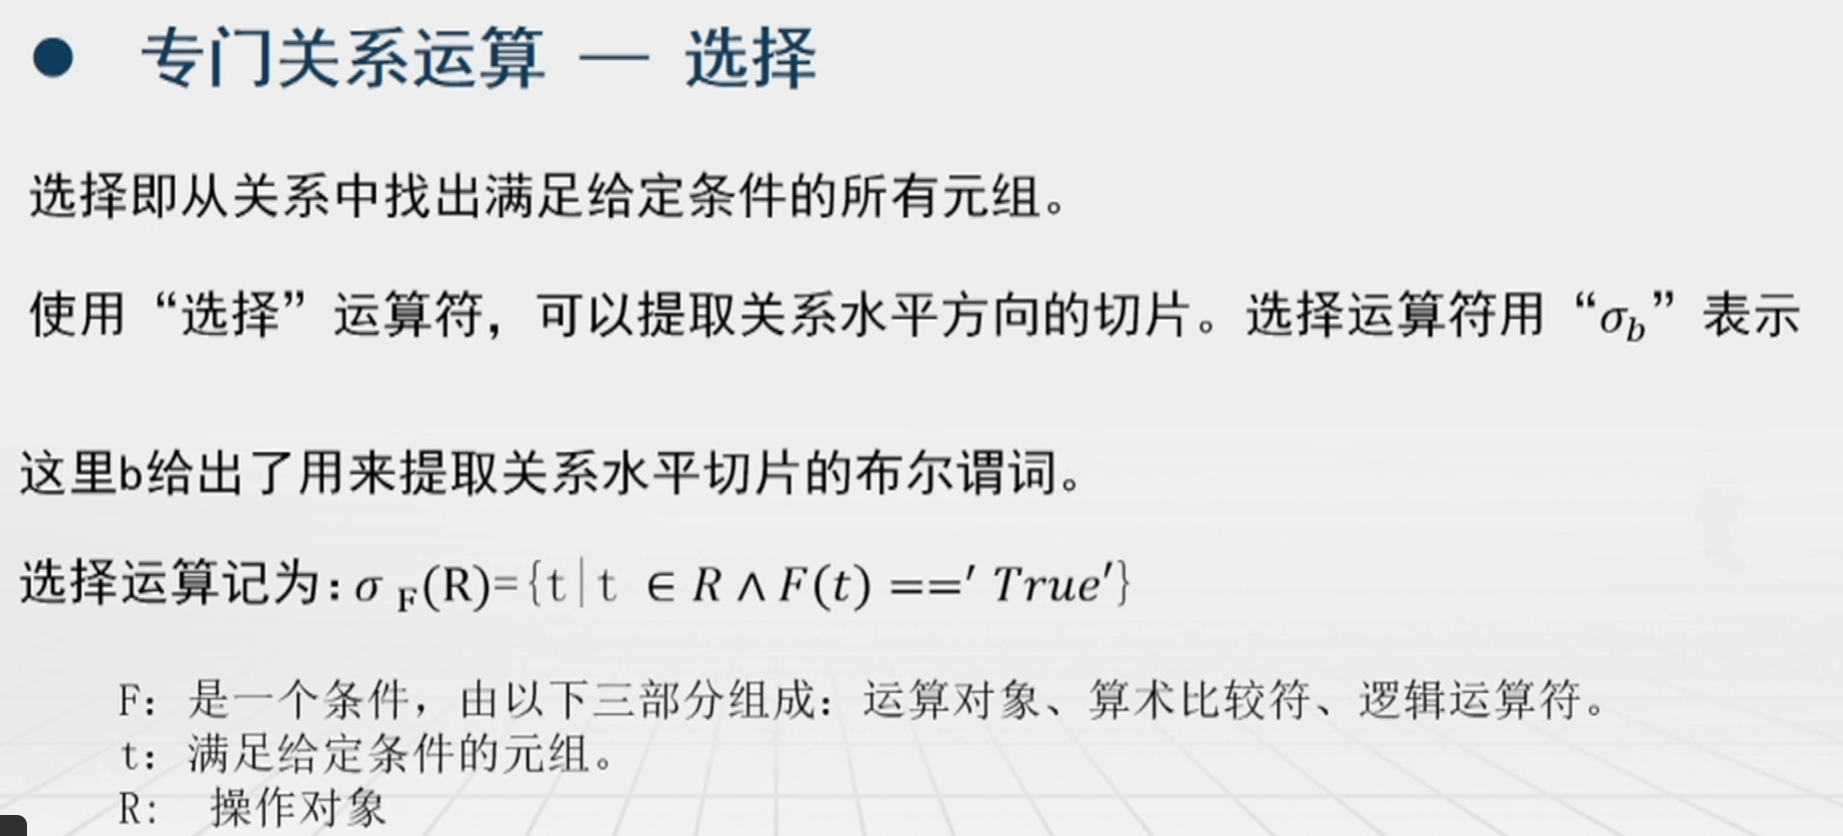 ● 专门关系运算 — 选择
选择即从关系中找出满足给定条件的所有元组。
使用“选择”运算符，可以提取关系水平方向的切片。选择运算符用“σ_b”表示
这里b给出了用来提取关系水平切片的布尔谓词。
选择运算记为：σ_F(R)={t|t ∈ R ∧ F(t) ==′ True′}
F：是一个条件，由以下三部分组成：运算对象、算术比较符、逻辑运算符。
t：满足给定条件的元组。
R： 操作对象